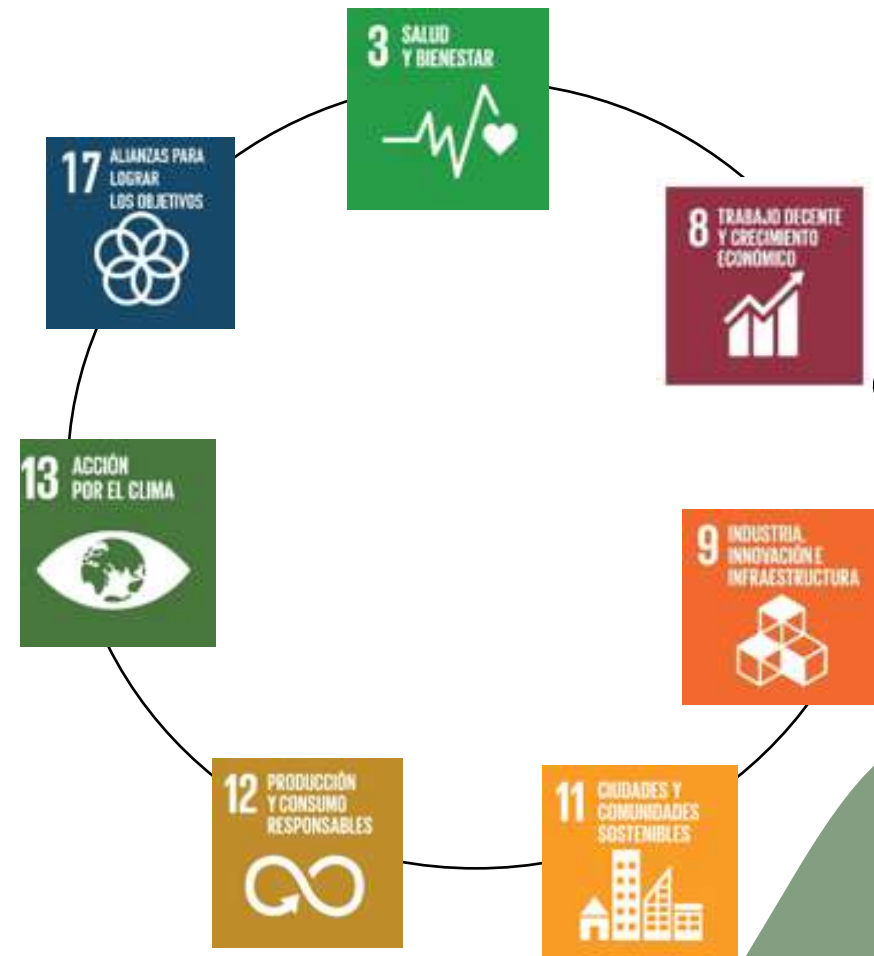 3 SALUD
Y BIENESTAR
17 ALIANZAS PARA
LOGRAR
LOS OBJETIVOS
8 TRABAJO DECENTE
Y CRECIMIENTO
ECONÓMICO
13 ACCIÓN
POR EL CLIMA
9 INDUSTRIA,
INNOVACIÓN E
INFRAESTRUCTURA
12 PRODUCCIÓN
Y CONSUMO
RESPONSABLES
11 CIUDADES Y
COMUNIDADES
SOSTENIBLES